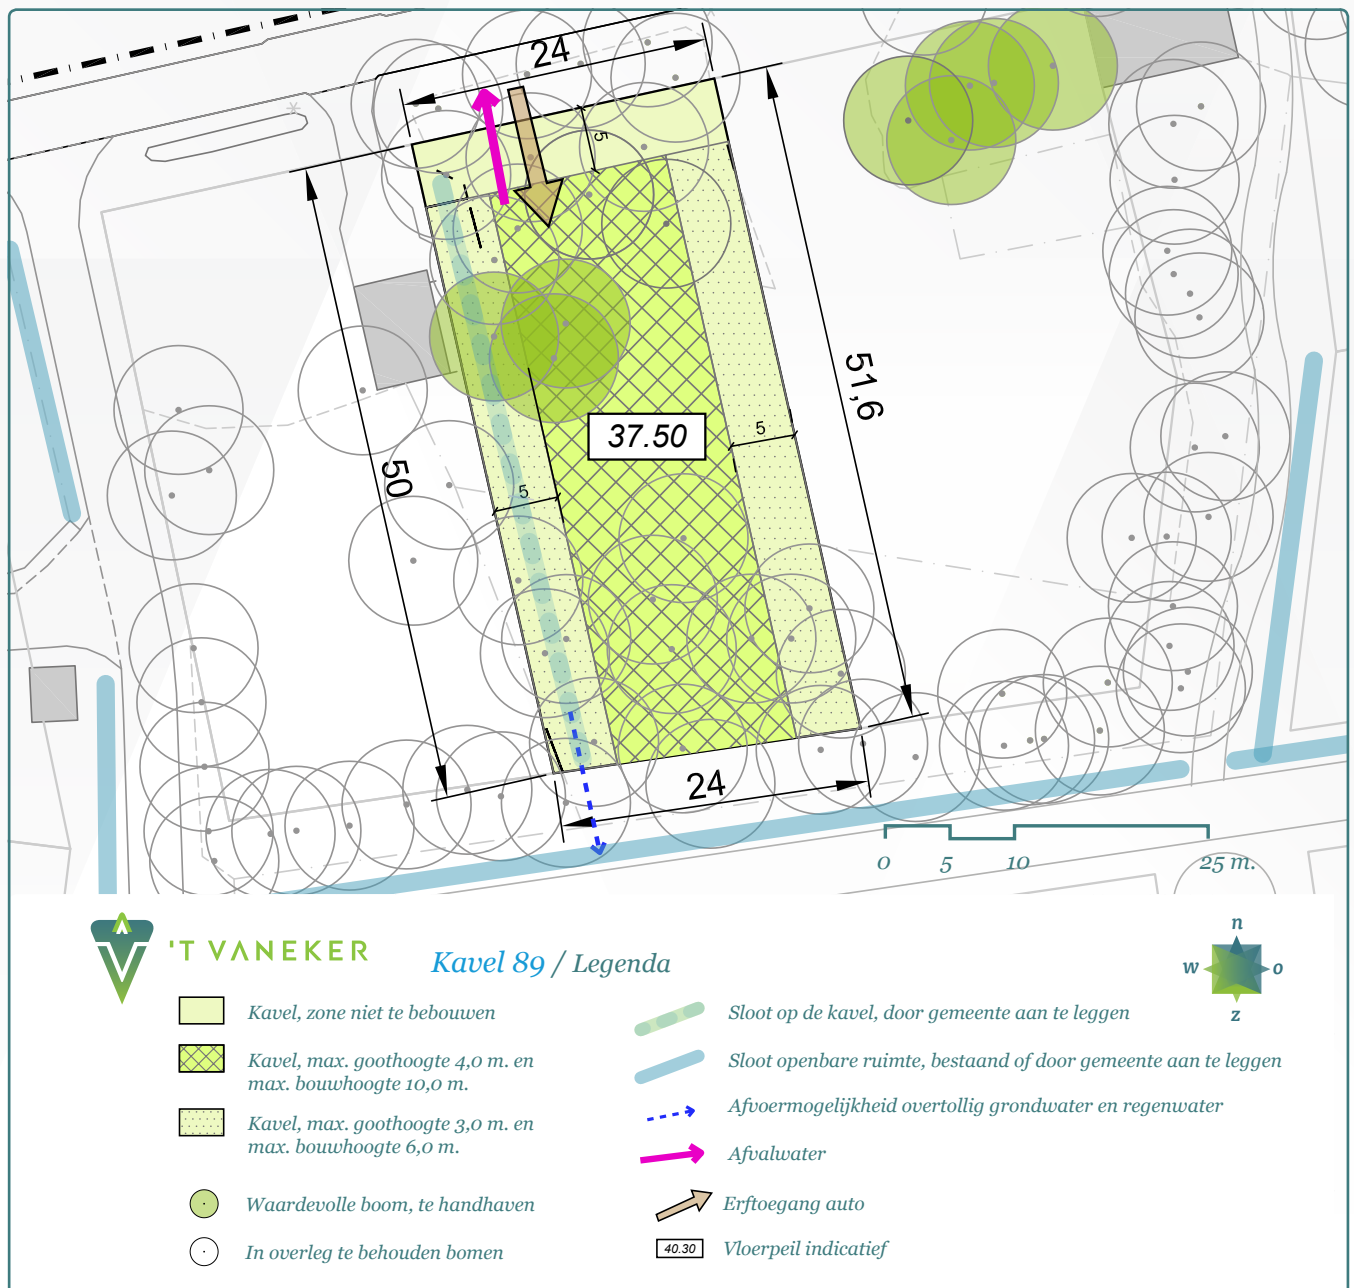 24
5
51,6
37.50
5
50
5
24
0 5 10 25 m.
'T VANEKER
Kavel 89 / Legenda
n
w o
z
Kavel, zone niet te bebouwen
Kavel, max. goothoogte 4,0 m. en
max. bouwhoogte 10,0 m.
Kavel, max. goothoogte 3,0 m. en
max. bouwhoogte 6,0 m.
Waardevolle boom, te handhaven
In overleg te behouden bomen
Sloot op de kavel, door gemeente aan te leggen
Sloot openbare ruimte, bestaand of door gemeente aan te leggen
Afvoermogelijkheid overtollig grondwater en regenwater
Afvalwater
Erftoegang auto
40.30 Vloerpeil indicatief